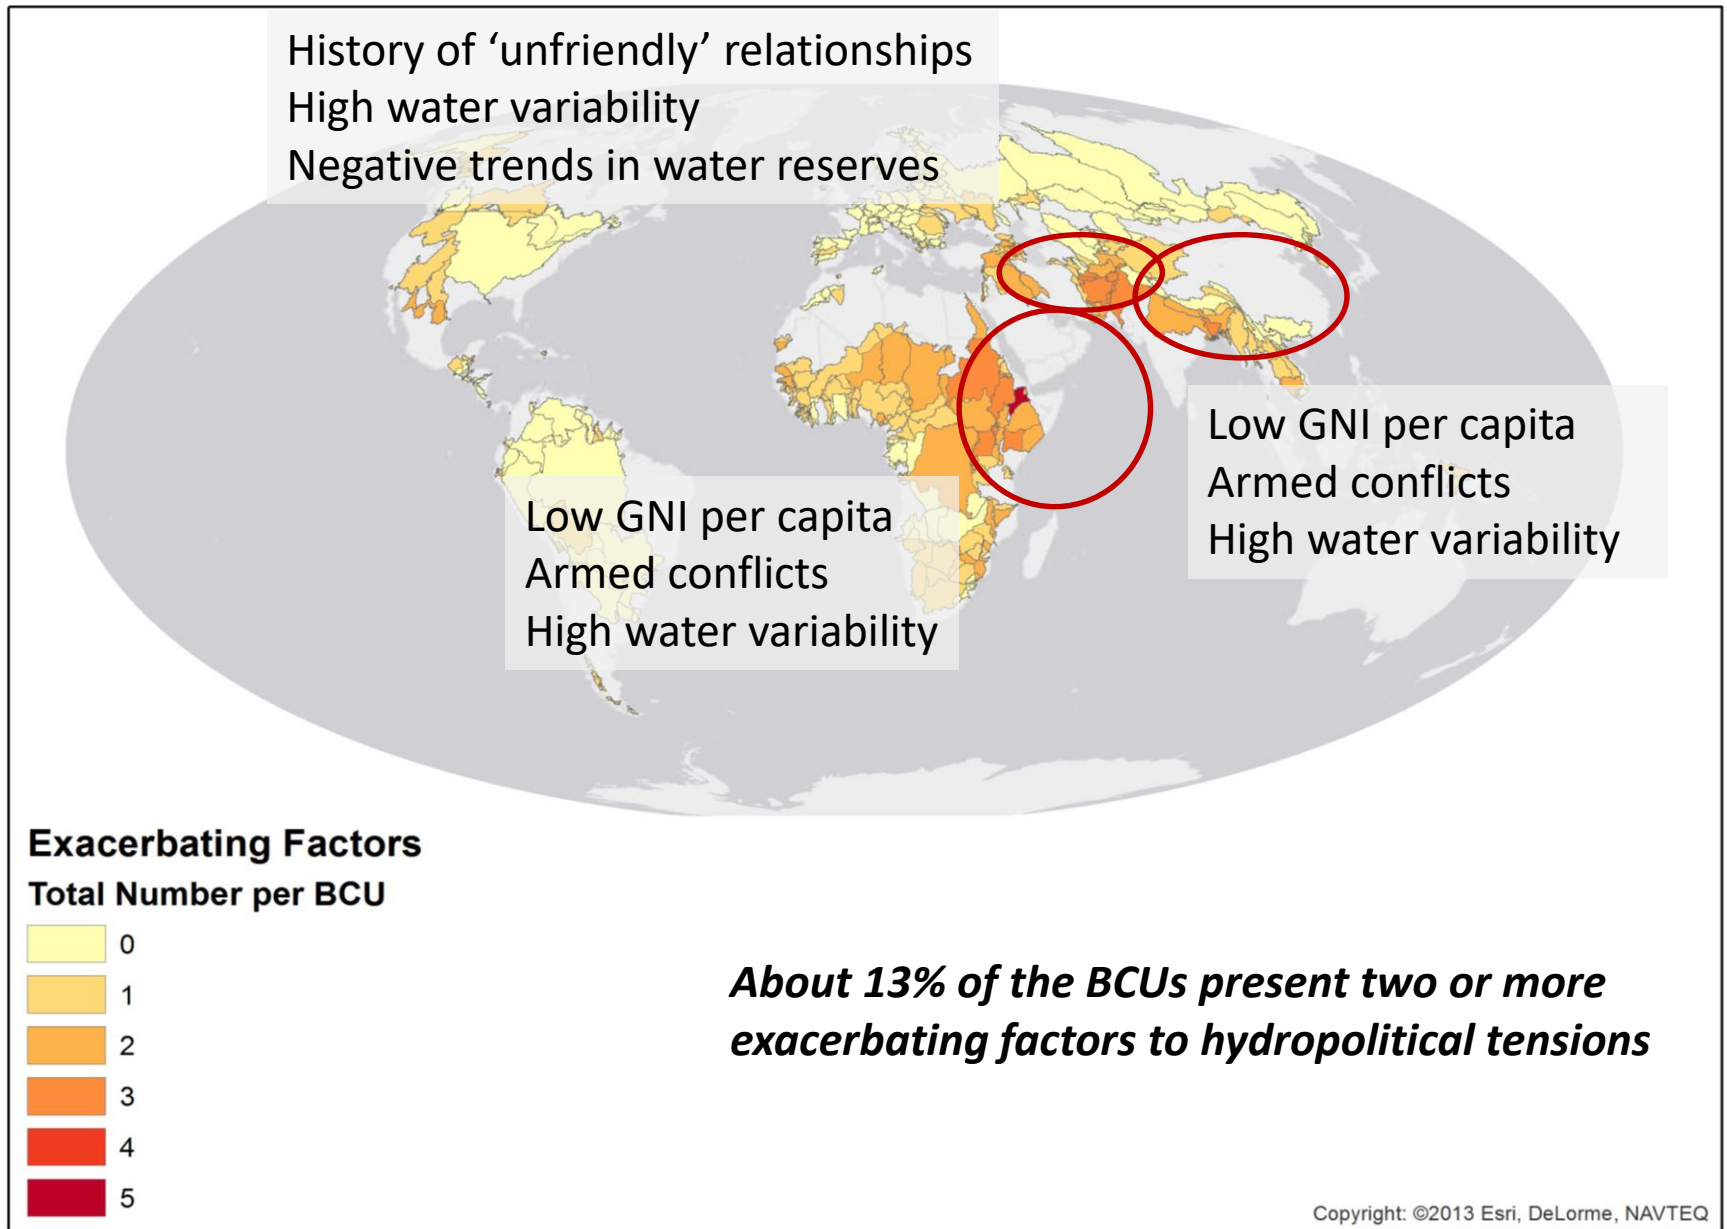 History of ‘unfriendly’ relationships
High water variability
Negative trends in water reserves
Low GNI per capita
Armed conflicts
High water variability
Low GNI per capita
Armed conflicts
High water variability
Exacerbating Factors
Total Number per BCU
0
1
2
3
4
5
About 13% of the BCUs present two or more
exacerbating factors to hydropolitical tensions
Copyright: ©2013 Esri, DeLorme, NAVTEQ